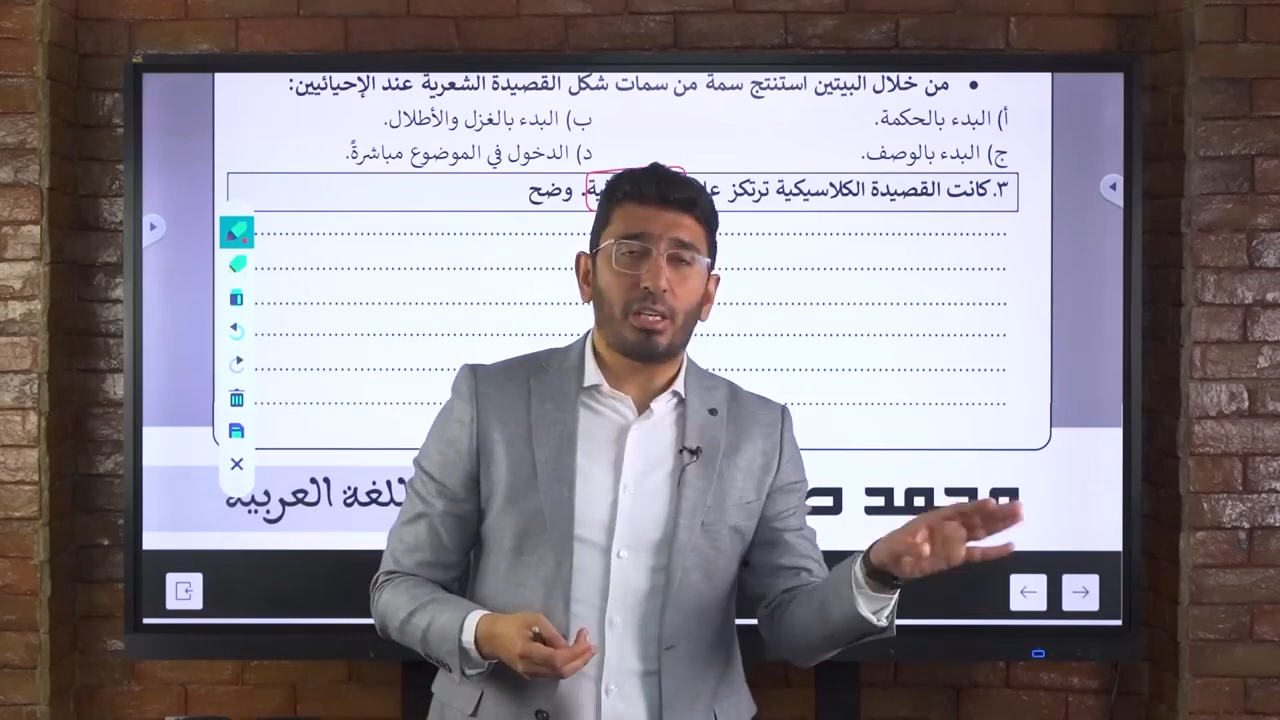 • من خلال البيتين استنتج سمة من سمات شكل القصيدة الشعرية عند الإحيائيين:
أ) البدء بالحكمة. ب) البدء بالغزل والأطلال.
ج) البدء بالوصف. د) الدخول في الموضوع مباشرةً.
٣. كانت القصيدة الكلاسيكية ترتكز وضح
محمد اللغة العربية